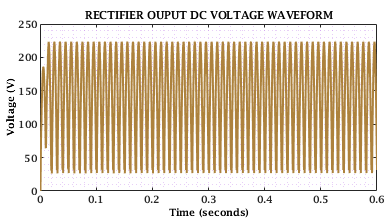 RECTIFIER OUPUT DC VOLTAGE WAVEFORM
250
200
150
100
50
0
Voltage (V)
0 0.1 0.2 0.3 0.4 0.5 0.6
Time (seconds)